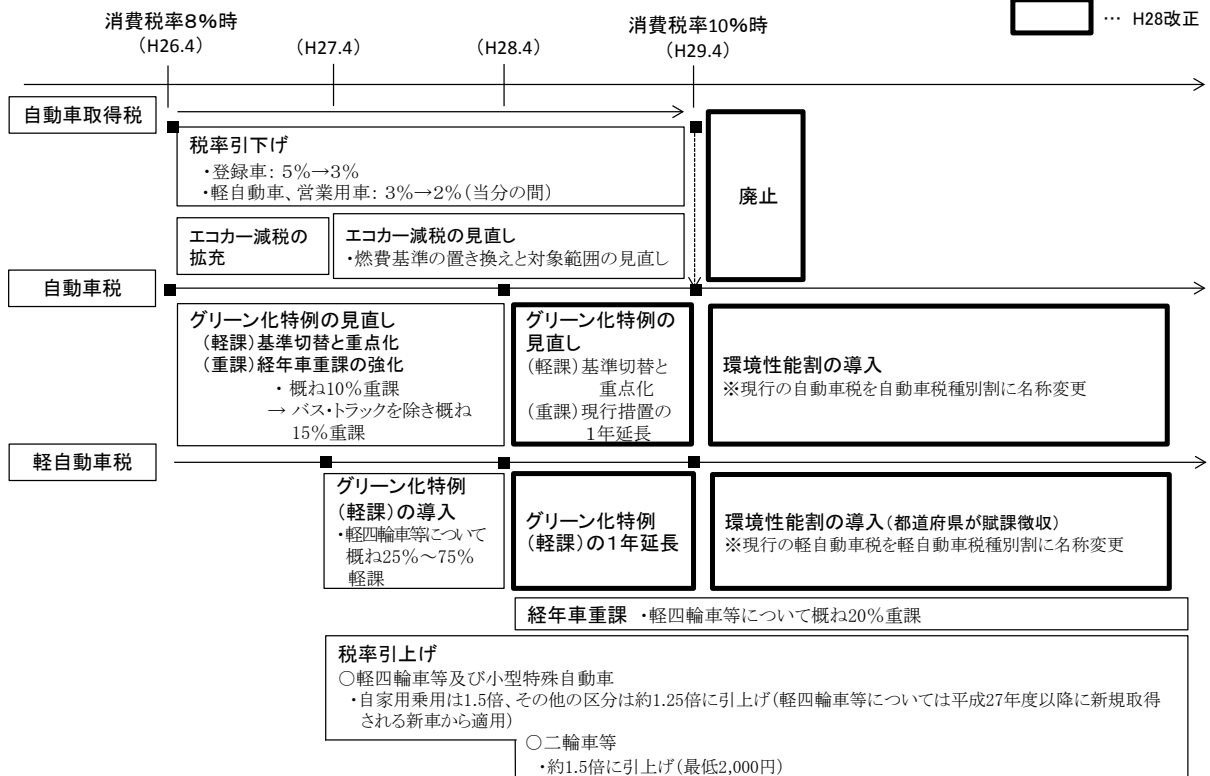 … H28改正
消費税率8%時
(H26.4)
(H27.4)
(H28.4)
消費税率10%時
(H29.4)
自動車取得税
税率引下げ
・登録車: 5%→3%
・軽自動車、営業用車: 3%→2%(当分の間)
廃止
エコカー減税の
拡充
エコカー減税の見直し
・燃費基準の置き換えと対象範囲の見直し
自動車税
グリーン化特例の見直し
(軽課)基準切替と重点化
(重課)経年車重課の強化
・ 概ね10%重課
→ バス・トラックを除き概ね
15%重課
グリーン化特例の
見直し
(軽課)基準切替と
重点化
(重課)現行措置の
1年延長
環境性能割の導入
※現行の自動車税を自動車税種別割に名称変更
軽自動車税
グリーン化特例
(軽課)の導入
・軽四輪車等について
概ね25%~75%
軽課
グリーン化特例
(軽課)の1年延長
環境性能割の導入(都道府県が賦課徴収)
※現行の軽自動車税を軽自動車税種別割に名称変更
経年車重課 ・軽四輪車等について概ね20%重課
税率引上げ
○軽四輪車等及び小型特殊自動車
・自家用乗用は1.5倍、その他の区分は約1.25倍に引上げ(軽四輪車等については平成27年度以降に新規取得
される新車から適用)
○二輪車等
・約1.5倍に引上げ(最低2,000円)